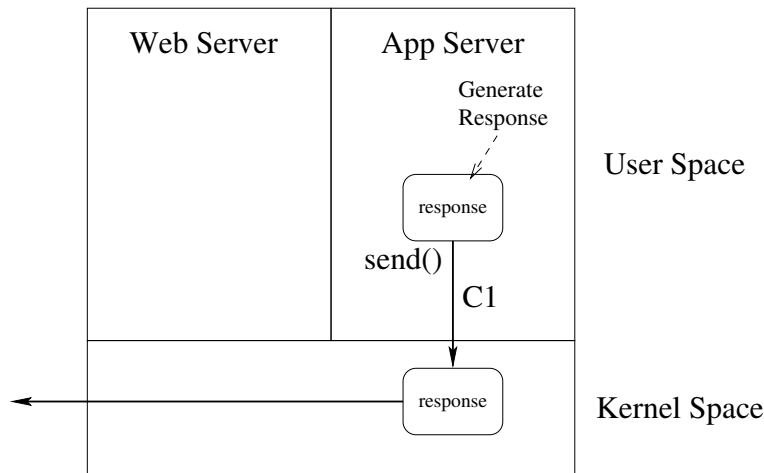 Web Server
App Server
Generate
Response
User Space
response
send()
C1
response
Kernel Space